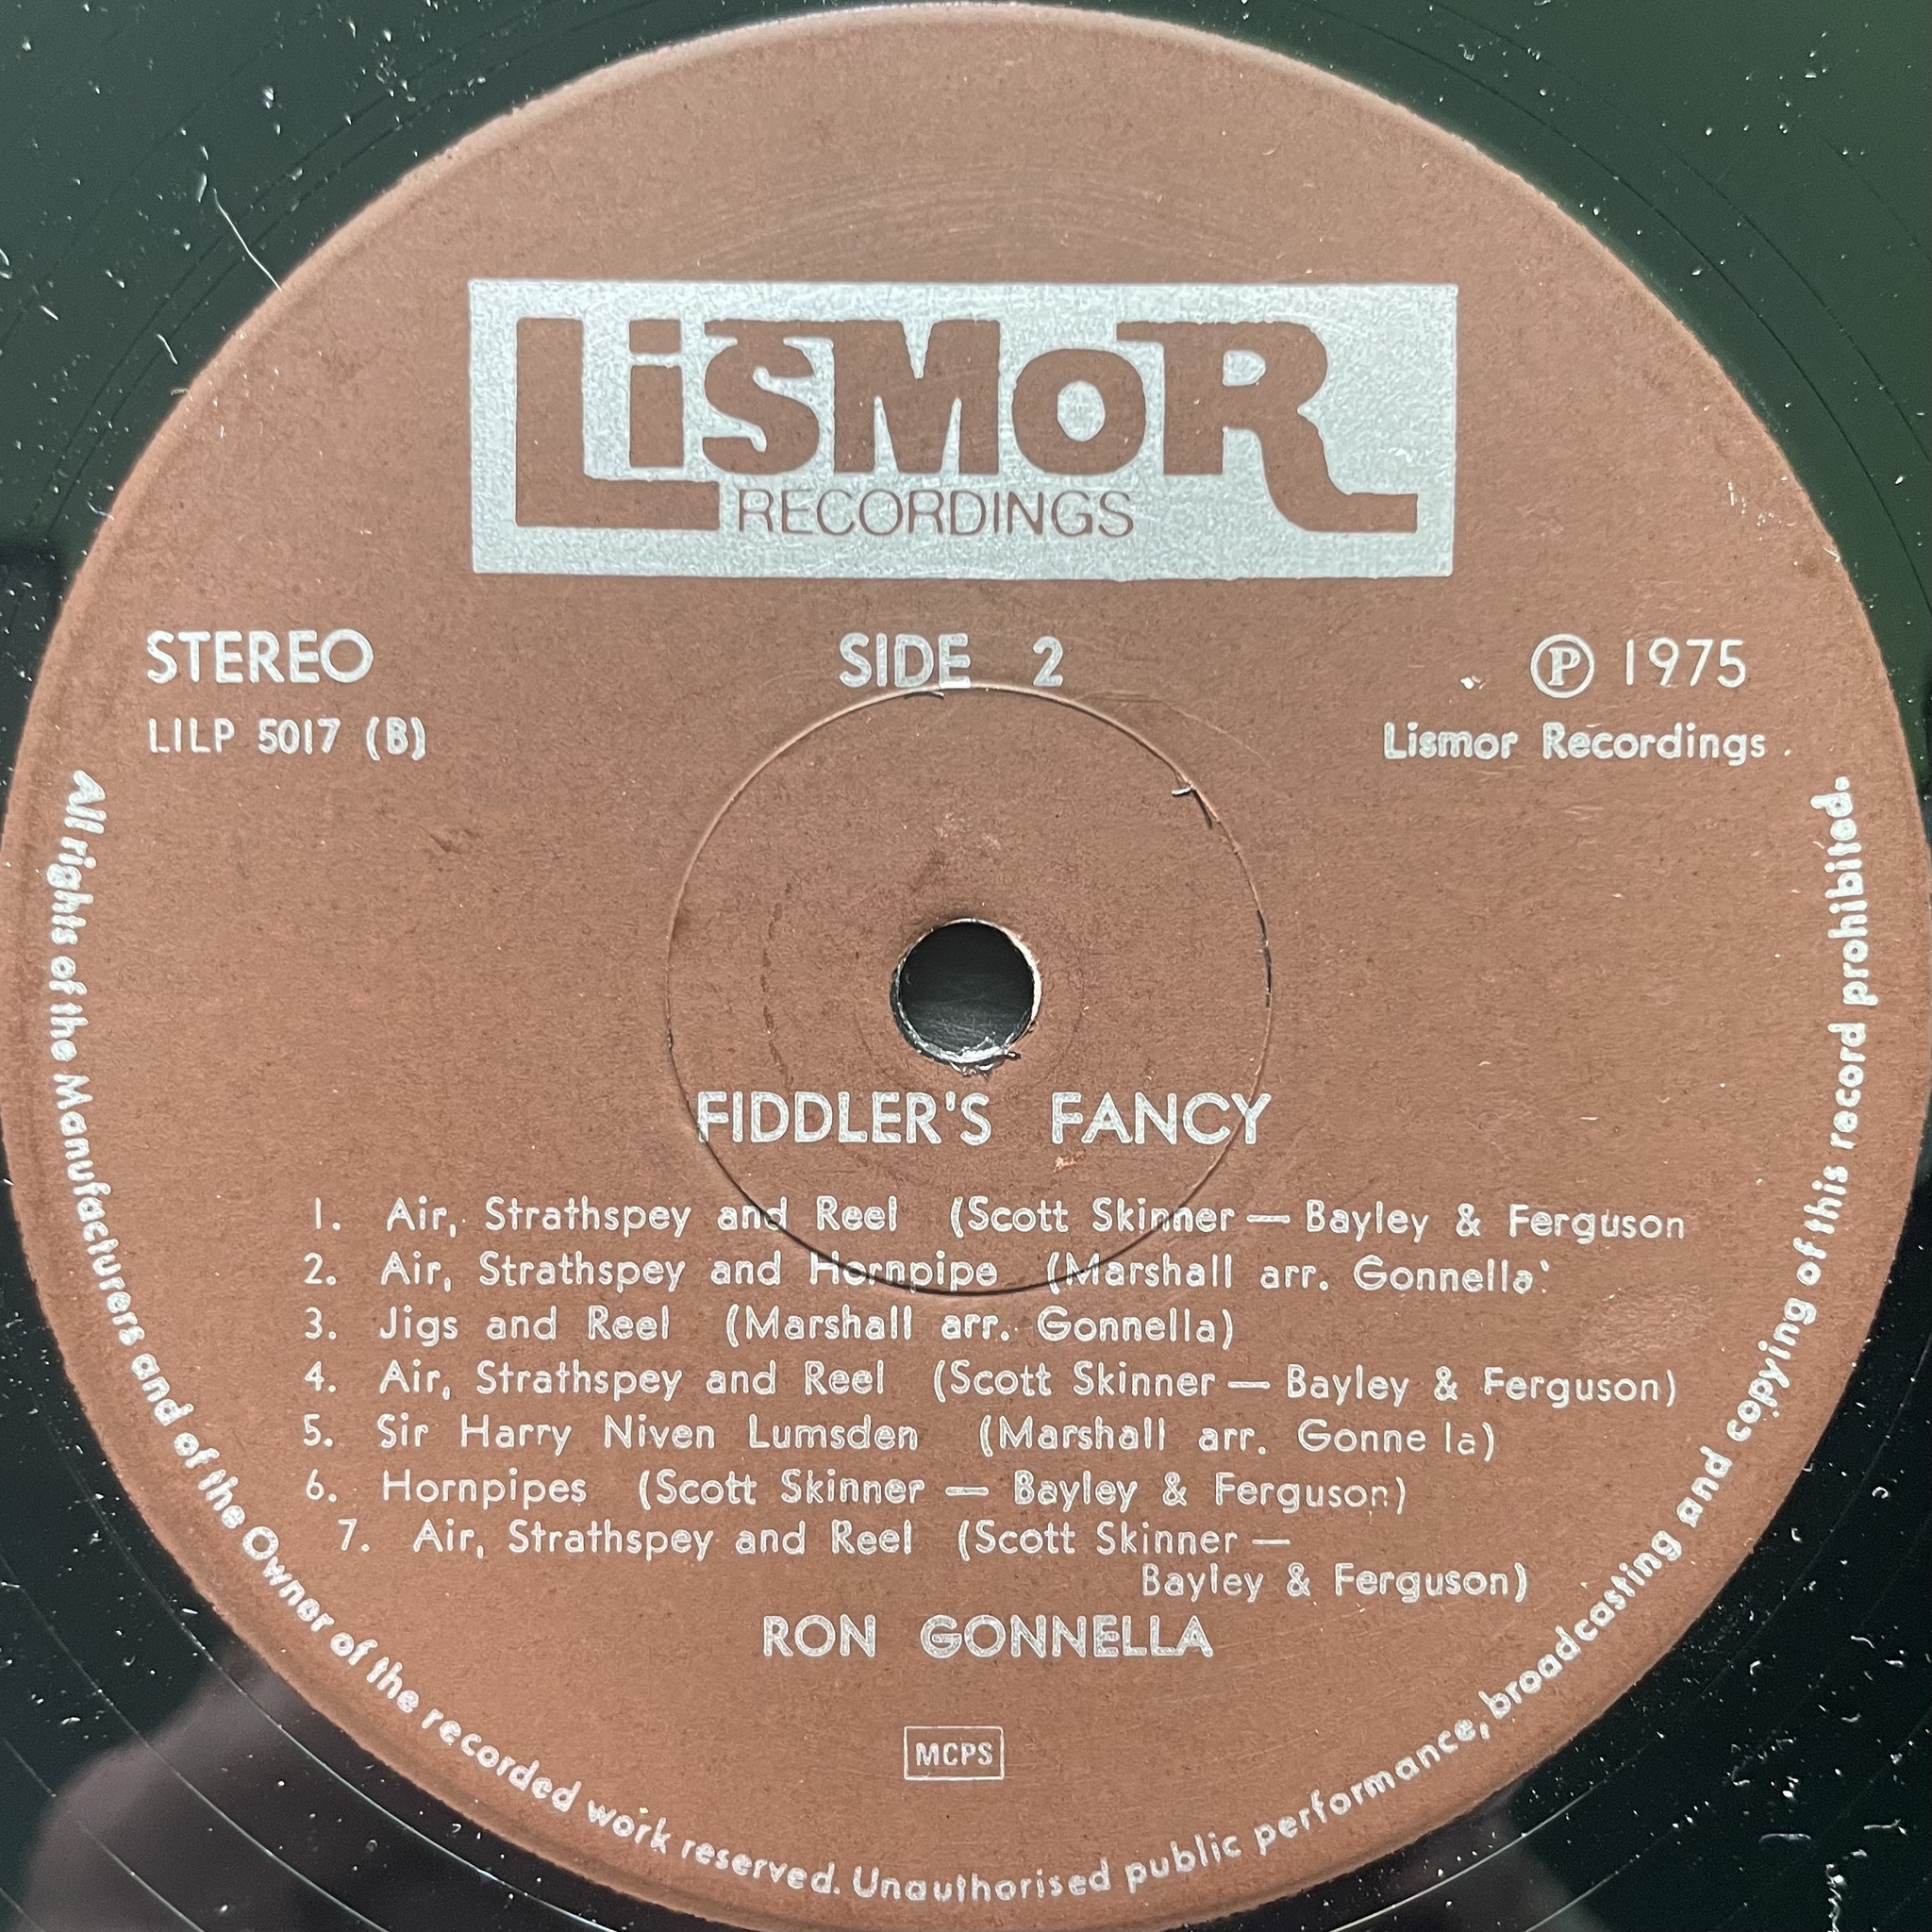 LiSMoR
RECORDINGS
STEREO
SIDE 2
Ⓟ 1975
LILP 5017 (B)
Lismor Recordings
FIDDLER'S FANCY
1. Air, Strathspey and Reel (Scott Skinner — Bayley & Ferguson
2. Air, Strathspey and Hornpipe (Marshall arr. Gonnella'
3. Jigs and Reel (Marshall arr. Gonnella)
4. Air, Strathspey and Reel (Scott Skinner — Bayley & Ferguson)
5. Sir Harry Niven Lumsden (Marshall arr. Gonne la)
6. Hornpipes (Scott Skinner — Bayley & Ferguson)
7. Air, Strathspey and Reel (Scott Skinner —
Bayley & Ferguson)
RON GONNELLA
MCPS
All rights of the Manufacturers and of the Owner of the recorded work reserved. Unauthorised public performance, broadcasting and copying of this record prohibited.